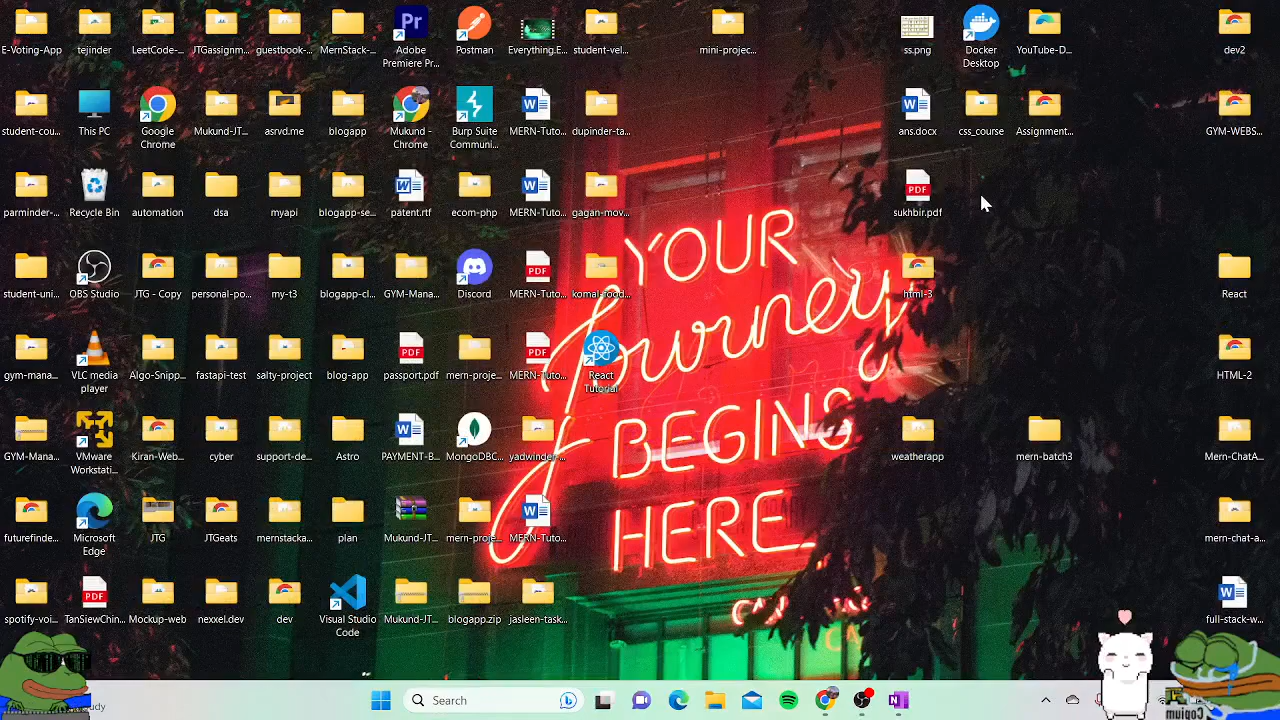 E-Voting-App
tejinder
LeetCode-...
JTG-Dem...
guestbook...
Mern-Stack-...
Adobe
Premiere Pr...
Postman
Everything.E...
student-vel...
mini-projec...
ss.png
Docker
Desktop
YouTube-D...
dev2
student-cou...
This PC
Google
Chrome
Mukund-JT...
asrvd.me
blogapp
Mukund -
Chrome
Burp Suite
Communi...
MERN-Tuto...
dupinder-ta...
ans.docx
css_course
Assignment...
GYM-WEBS...
parminder-...
Recycle Bin
automation
dsa
myapi
blogapp-se...
patent.rtf
ecom-php
MERN-Tuto...
gagan-mov...
sukhbir.pdf
student-uni...
OBS Studio
JTG - Copy
personal-po...
my-t3
blogapp-cl...
GYM-Mana...
Discord
MERN-Tuto...
komal-food...
html-3
React
gym-mana...
VLC media
player
Algo-Snipp...
fastapi-test
salty-project
blog-app
passport.pdf
mern-proje...
MERN-Tuto...
React
Tutorial
HTML-2
GYM-Mana...
VMware
Workstati...
Kiran-Web...
cyber
support-de...
Astro
PAYMENT-B...
MongoDBC...
yadwinder-...
weatherapp
mern-batch3
Mern-ChatA...
futurefinde...
Microsoft
Edge
JTG
JTGeats
mernstacka...
plan
Mukund-JT...
mern-proje...
MERN-Tuto...
mern-chat-a...
TanSiewChin...
Mockup-web
nexxel.dev
dev
Visual Studio
Code
Mukund-J...
blogapp.zip
jasleen-task...
full-stack-w...
YOUR
Journey
BEGINS
HERE
Search